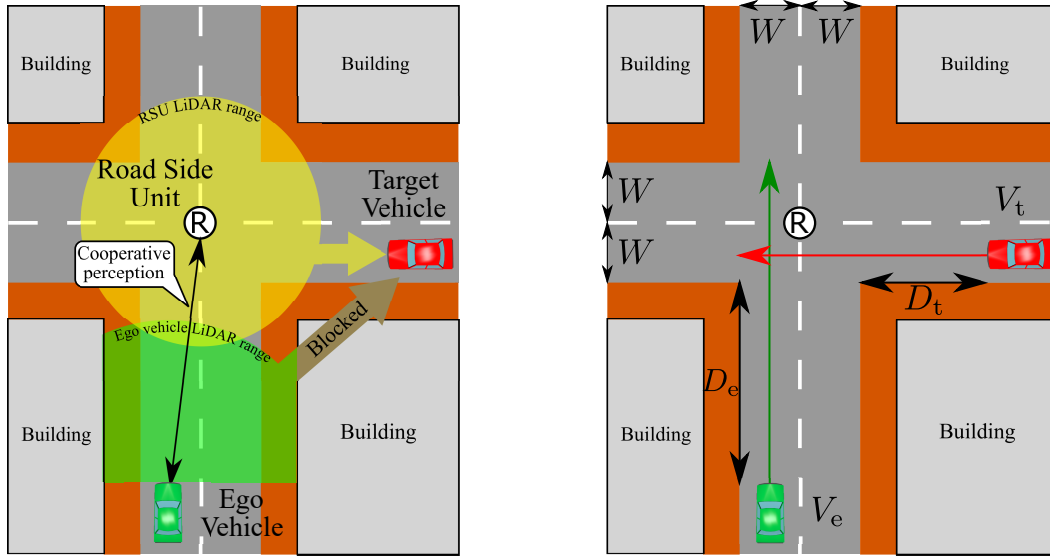 Building
Building
RSU LiDAR range
Road Side
Unit
R
Target
Vehicle
Cooperative
perception
Ego vehicle LiDAR range
Blocked
Building
Building
Ego
Vehicle
W
W
Building
Building
W
W
R
V_t
D_t
D_e
Building
Building
V_e